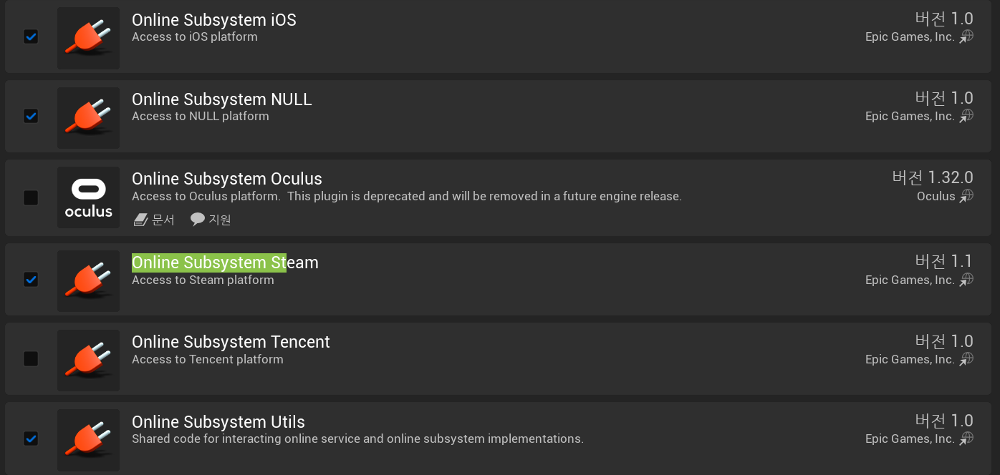 Online Subsystem iOS
버전 1.0
Access to iOS platform
Epic Games, Inc.
Online Subsystem NULL
버전 1.0
Access to NULL platform
Epic Games, Inc.
Online Subsystem Oculus
버전 1.32.0
Access to Oculus platform.  This plugin is deprecated and will be removed in a future engine release.
Oculus
oculus
문서
지원
Online Subsystem Steam
버전 1.1
Access to Steam platform
Epic Games, Inc.
Online Subsystem Tencent
버전 1.0
Access to Tencent platform
Epic Games, Inc.
Online Subsystem Utils
버전 1.0
Shared code for interacting online service and online subsystem implementations.
Epic Games, Inc.